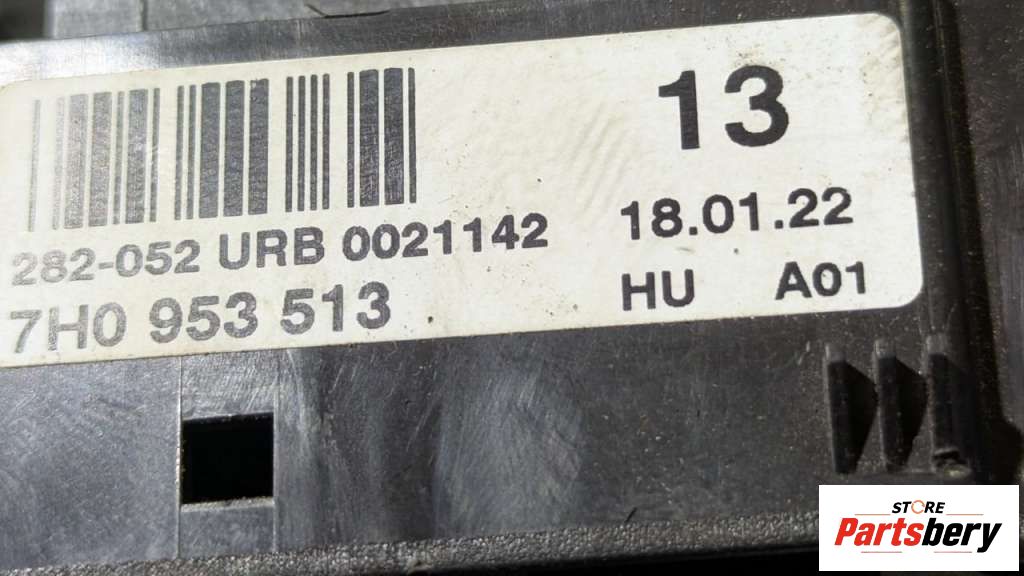 13
282-052 URB 0021142
18.01.22
7H0 953 513
HU A01
STORE
Partsbery